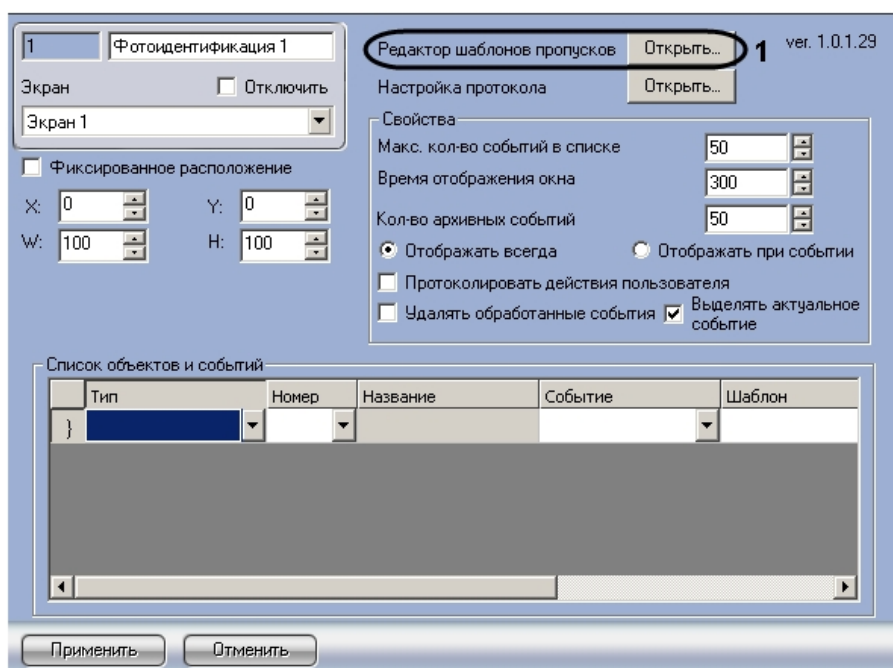 1 Фотоидентификация 1
Экран Отключить
Экран 1
Фиксированное расположение
X: 0 Y: 0
W: 100 H: 100
Редактор шаблонов пропусков Открыть... 1 ver. 1.0.1.29
Настройка протокола Открыть...
Свойства
Макс. кол-во событий в списке 50
Время отображения окна 300
Кол-во архивных событий 50
Отображать всегда Отображать при событии
Протоколировать действия пользователя
Удалять обработанные события Выделять актуальное
событие
Список объектов и событий
Тип Номер Название Событие Шаблон
Применить Отменить